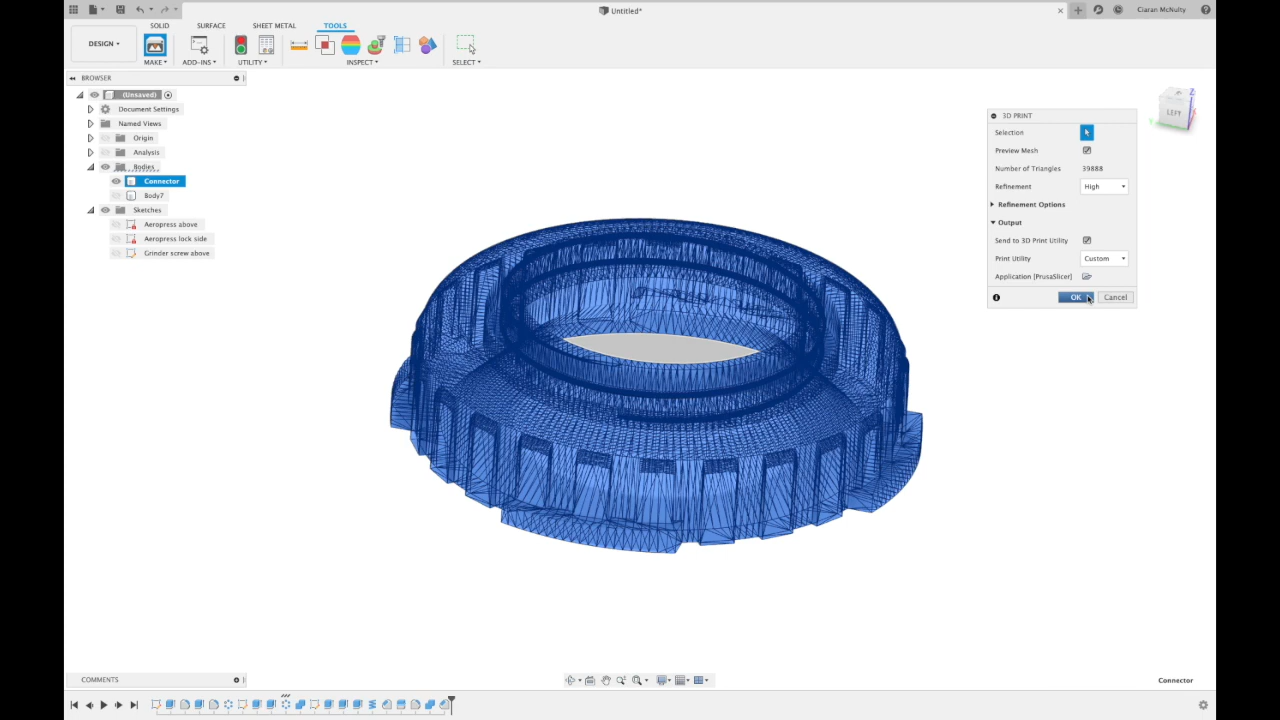 Untitled*
Ciaran McNulty
SOLID SURFACE SHEET METAL TOOLS
DESIGN
MAKE ADD-INS UTILITY INSPECT SELECT
BROWSER
(Unsaved)
Document Settings
Named Views
Origin
Analysis
Bodies
Connector
Body7
Sketches
Aeropress above
Aeropress lock side
Grinder screw above
LEFT
Z
Y
3D PRINT
Selection
Preview Mesh
Number of Triangles 39888
Refinement High
Refinement Options
Output
Send to 3D Print Utility
Print Utility Custom
Application [PrusaSlicer]
OK Cancel
COMMENTS
Connector